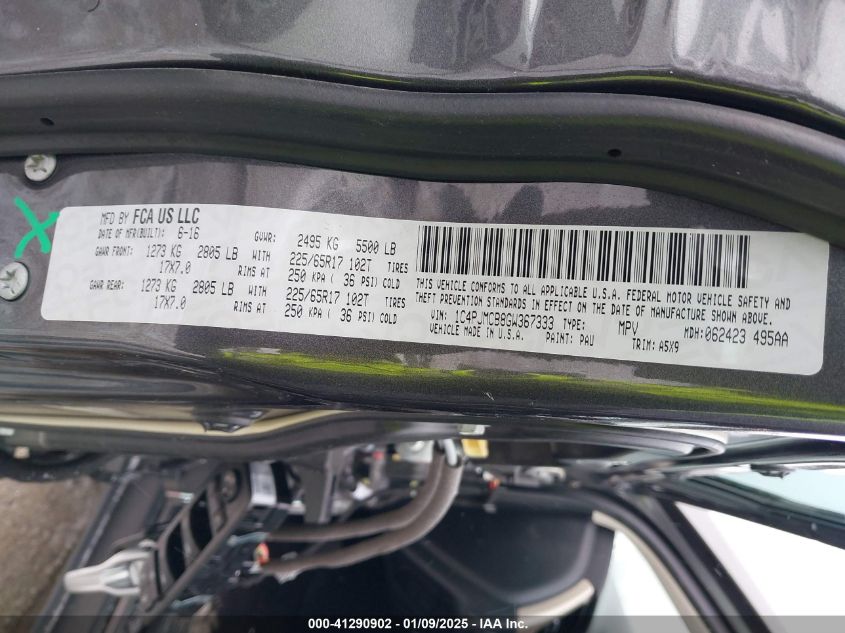 MFD BY FCA US LLC
DATE OF MFR(BUILT): 6-16 GVWR: 2495 KG 5500 LB
GAWR FRONT: 1273 KG 2805 LB WITH 225/65R17 102T TIRES
17X7.0 RIMS AT 250 KPA ( 36 PSI) COLD
GAWR REAR: 1273 KG 2805 LB WITH 225/65R17 102T TIRES
17X7.0 RIMS AT 250 KPA ( 36 PSI) COLD
THIS VEHICLE CONFORMS TO ALL APPLICABLE U.S.A. FEDERAL MOTOR VEHICLE SAFETY AND
THEFT PREVENTION STANDARDS IN EFFECT ON THE DATE OF MANUFACTURE SHOWN ABOVE.
VIN: 1C4PJMCB9GW367333 TYPE: MPV MDH:062423 495AA
VEHICLE MADE IN U.S.A. PAINT: PAU TRIM: A5X9
000-41290902 - 01/09/2025 - IAAI.COM.